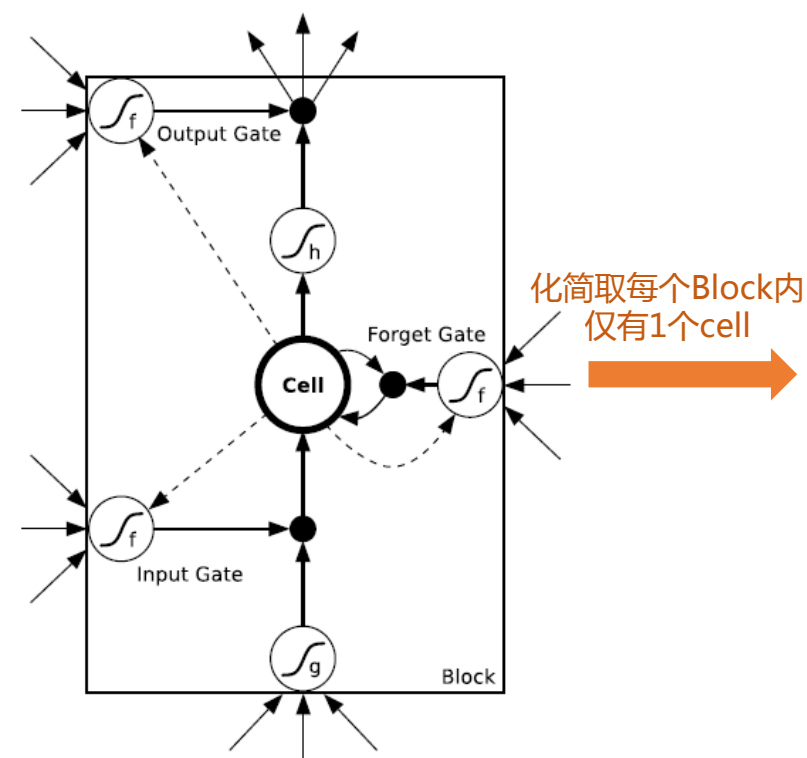 f
Output Gate
h
化简取每个Block内
仅有1个cell
Forget Gate
Cell
f
f
Input Gate
g
Block